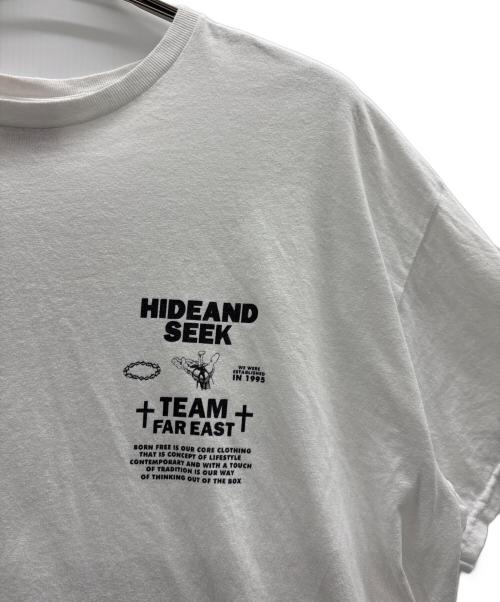 HIDEAND
SEEK
WE WERE
ESTABLISHED
IN 1995
TEAM
FAR EAST
BORN FREE IS OUR CORE CLOTHING
THAT IS CONCEPT OF LIFESTYLE
CONTEMPORARY AND WITH A TOUCH
OF TRADITION IS OUR WAY
OF THINKING OUT OF THE BOX